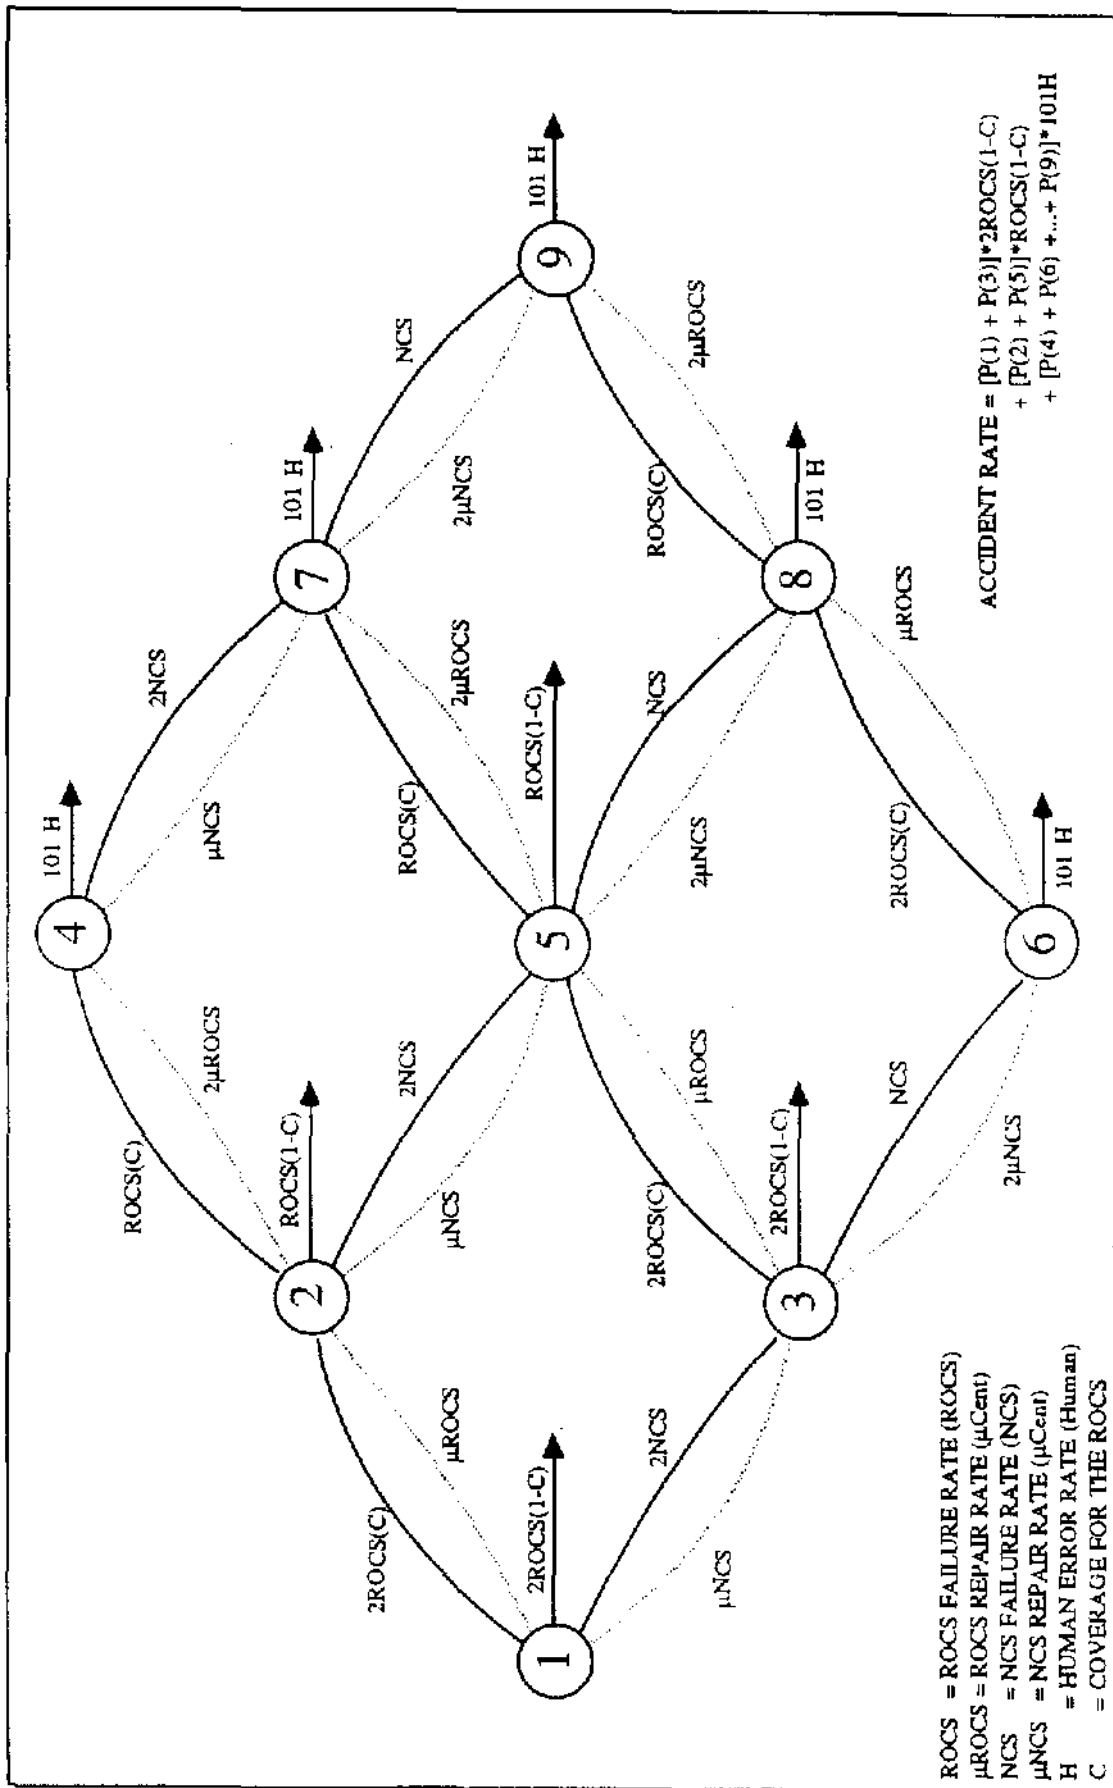 4
101 H
ROCS(C)
2µROCS
2NCS
µNCS
2
ROCS(1-C)
7
101 H
2ROCS(C)
µROCS
2NCS
µNCS
ROCS(C)
2µROCS
NCS
2µNCS
1
2ROCS(1-C)
5
ROCS(1-C)
9
101 H
2NCS
µNCS
2ROCS(C)
µROCS
NCS
2µNCS
ROCS(C)
2µROCS
3
2ROCS(1-C)
8
101 H
NCS
2µNCS
2ROCS(C)
µROCS
6
101 H
ROCS = ROCS FAILURE RATE (ROCS)
µROCS = ROCS REPAIR RATE (µCent)
NCS = NCS FAILURE RATE (NCS)
µNCS = NCS REPAIR RATE (µCent)
H = HUMAN ERROR RATE (Human)
C = COVERAGE FOR THE ROCS
ACCIDENT RATE = [P(1) + P(3)]*2ROCS(1-C)
+ [P(2) + P(5)]*ROCS(1-C)
+ [P(4) + P(6) +...+ P(9)]*101H